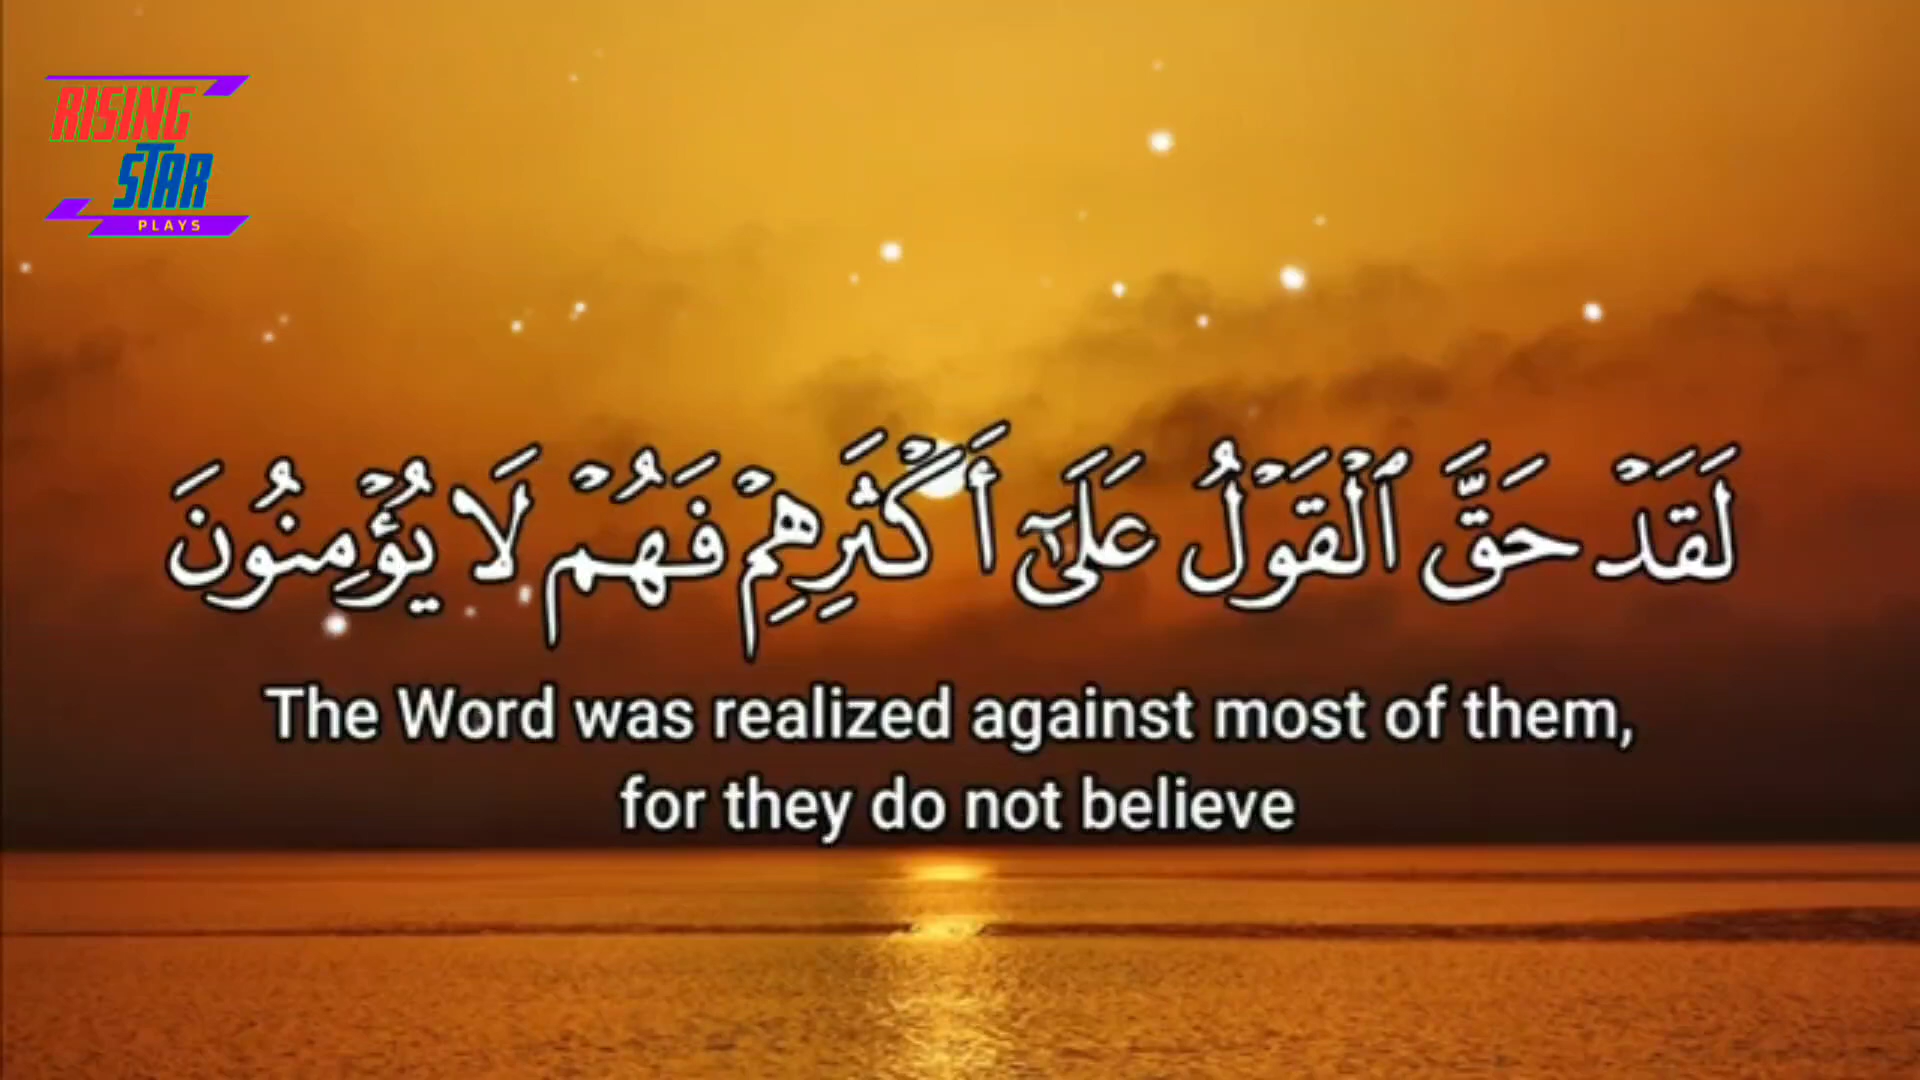 RISING
STAR
PLAYS
لَقَدْ حَقَّ ٱلْقَوْلُ عَلَىٰٓ أَكْثَرِهِمْ فَهُمْ لَا يُؤْمِنُونَ
The Word was realized against most of them,
for they do not believe